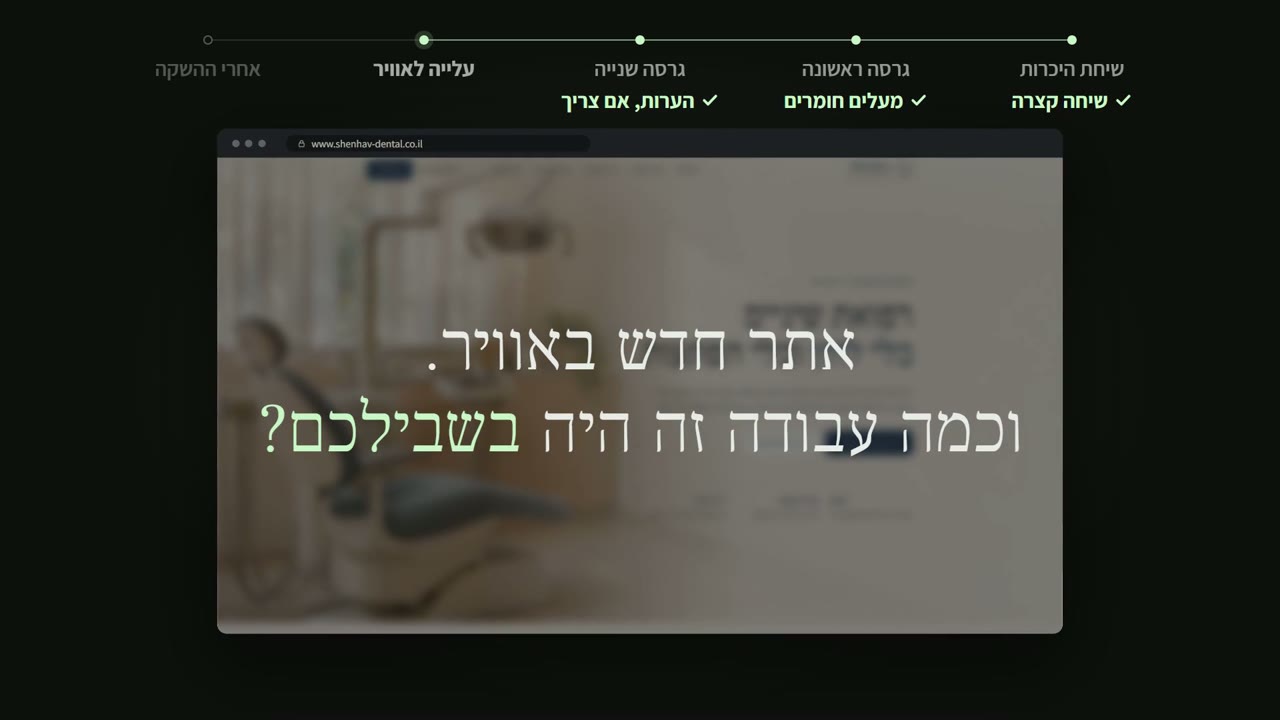 שיחת היכרות
גרסה ראשונה
גרסה שנייה
עלייה לאוויר
אחרי ההשקה
שיחה קצרה
מעלים חומרים
הערות, אם צריך
www.shenhav-dental.co.il
אתר חדש באוויר.
וכמה עבודה זה היה בשבילכם?